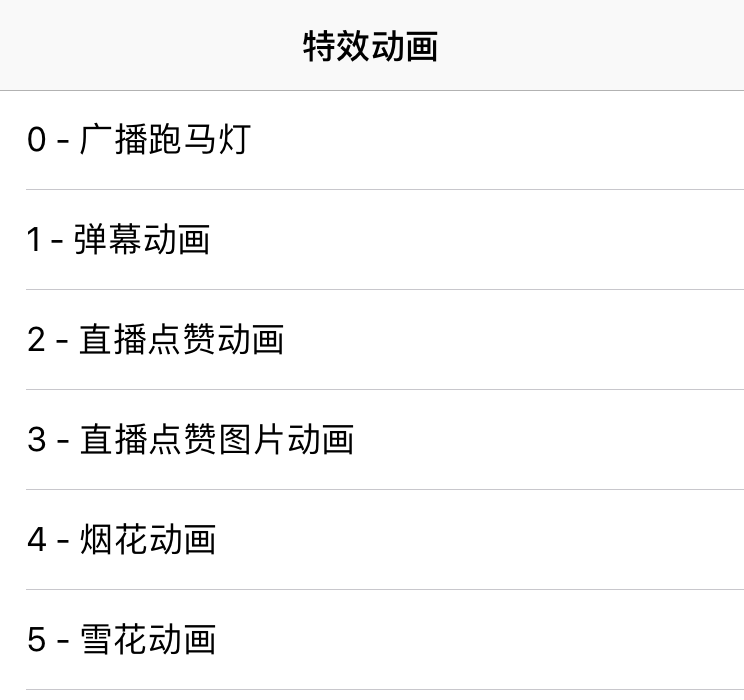 特效动画
0 - 广播跑马灯
1 - 弹幕动画
2 - 直播点赞动画
3 - 直播点赞图片动画
4 - 烟花动画
5 - 雪花动画